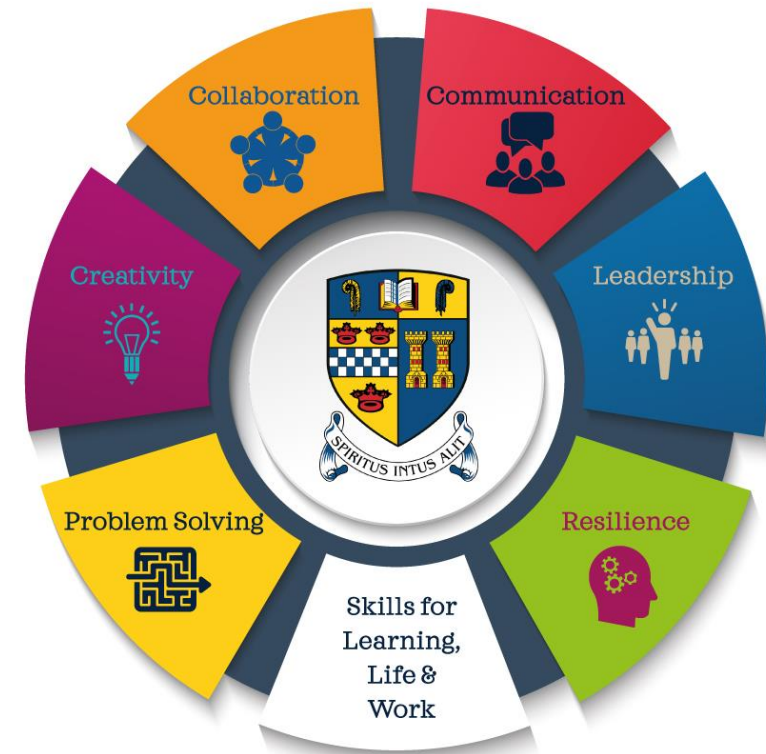 Collaboration
Communication
Creativity
Leadership
SPIRITUS INTUS ALIT
Problem Solving
Resilience
Skills for
Learning,
Life &
Work